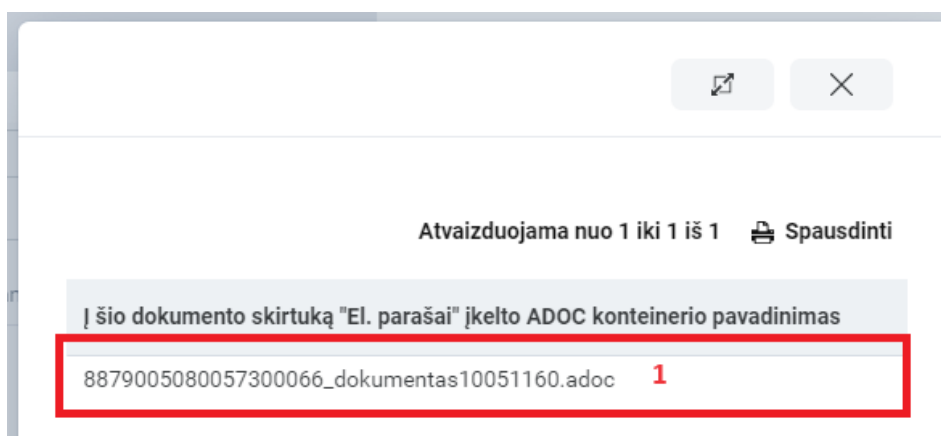 Atvaizduojama nuo 1 iki 1 iš 1 Spausdinti
Į šio dokumento skirtuką "El. parašai" įkelto ADOC konteinerio pavadinimas
8879005080057300066_dokumentas10051160.adoc 1